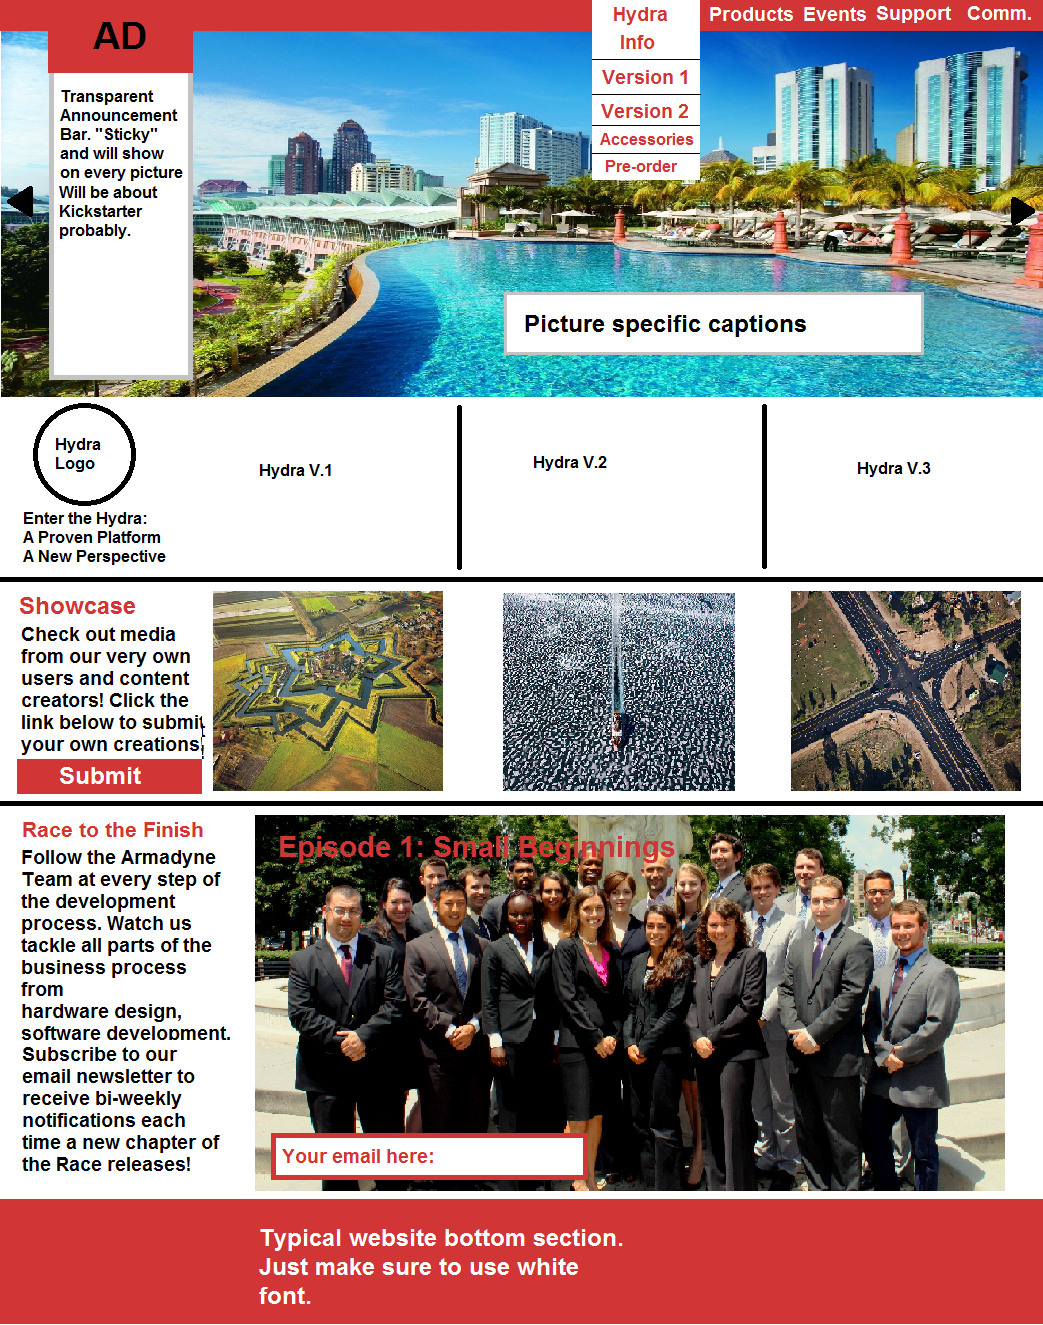 AD
Hydra
Info
Products Events Support Comm.
Version 1
Version 2
Accessories
Pre-order
Transparent
Announcement
Bar. "Sticky"
and will show
on every picture
Will be about
Kickstarter
probably.
Picture specific captions
Hydra
Logo
Enter the Hydra:
A Proven Platform
A New Perspective
Hydra V.1
Hydra V.2
Hydra V.3
Showcase
Check out media
from our very own
users and content
creators! Click the
link below to submit
your own creations!
Submit
Race to the Finish
Follow the Armadyne
Team at every step of
the development
process. Watch us
tackle all parts of the
business process
from
hardware design,
software development.
Subscribe to our
email newsletter to
receive bi-weekly
notifications each
time a new chapter of
the Race releases!
Episode 1: Small Beginnings
Your email here:
Typical website bottom section.
Just make sure to use white
font.